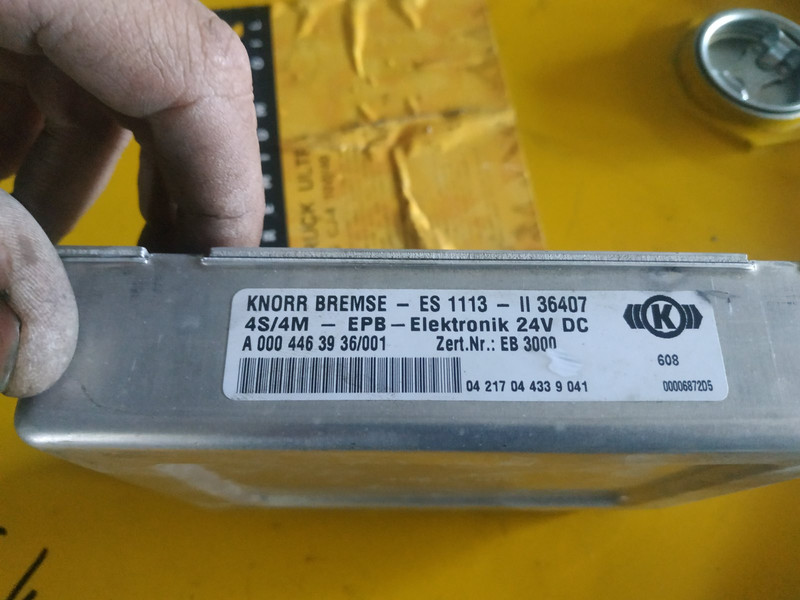 KNORR BREMSE – ES 1113 – II 36407
4S/4M – EPB – Elektronik 24V DC
A 000 446 39 36/001 Zert.Nr.: EB 3000
K
608
04 217 04 433 9 041
0000687205